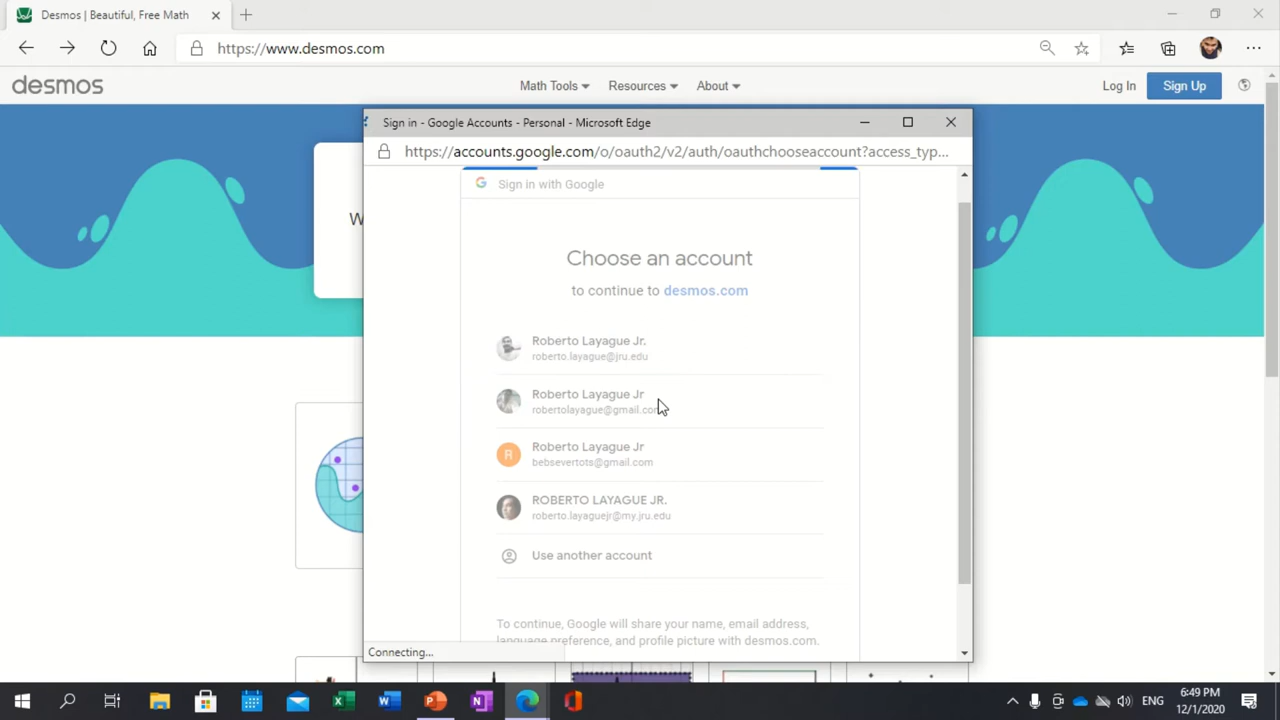 Desmos | Beautiful, Free Math
https://www.desmos.com
desmos
Math Tools
Resources
About
Log In
Sign Up
Sign in - Google Accounts - Personal - Microsoft Edge
https://accounts.google.com/o/oauth2/v2/auth/oauthchooseaccount?access_typ...
Sign in with Google
W
Choose an account
to continue to desmos.com
Roberto Layague Jr.
roberto.layague@jru.edu
Roberto Layague Jr
robertolayague@gmail.com
R
Roberto Layague Jr
bebsevertots@gmail.com
ROBERTO LAYAGUE JR.
roberto.layaguejr@my.jru.edu
Use another account
To continue, Google will share your name, email address,
language preference, and profile picture with desmos.com.
Connecting...
ENG
6:49 PM
12/1/2020